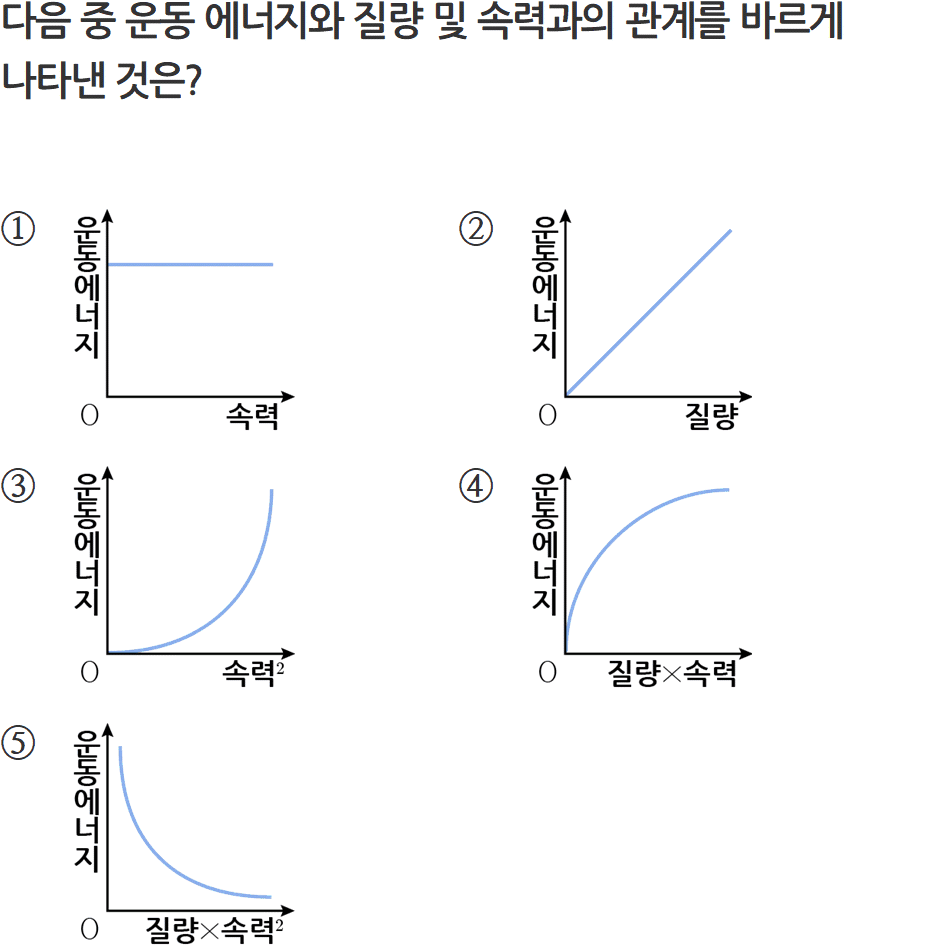 다음 중 운동 에너지와 질량 및 속력과의 관계를 바르게
나타낸 것은?
①
운동에너지
O
속력
②
운동에너지
O
질량
③
운동에너지
O
속력²
④
운동에너지
O
질량×속력
⑤
운동에너지
O
질량×속력²